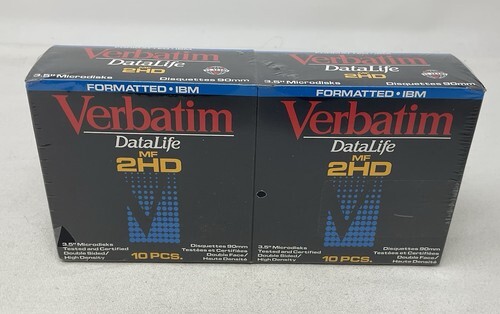 Verbatim
DataLife
MF
2HD
3.5" Microdisks
Disquettes 90mm
FORMATTED • IBM
Verbatim
DataLife
MF
2HD
3.5" Microdisks
Tested and Certified
Double Sided/
High Density
Disquettes 90mm
Testées et Certifiées
Double Face/
Haute Densité
10 PCS.
Verbatim
DataLife
2HD
3.5" Microdisks
Disquettes 90mm
FORMATTED • IBM
Verbatim
DataLife
MF
2HD
3.5" Microdisks
Tested and Certified
Double Sided/
High Density
Disquettes 90mm
Testées et Certifiées
Double Face/
Haute Densité
10 PCS.